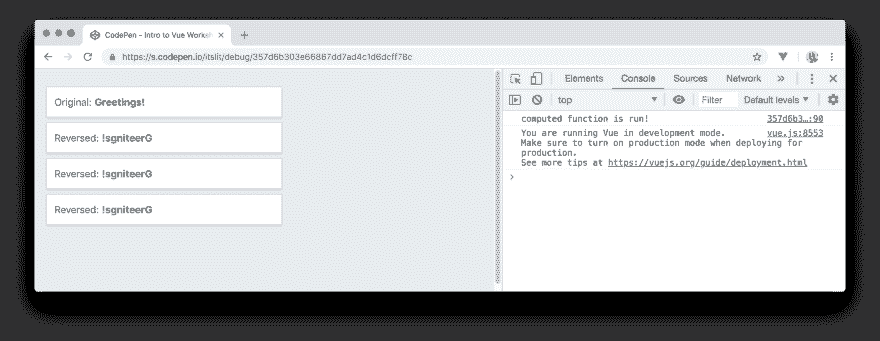 CodePen - Intro to Vue Works
https://s.codepen.io/itslis/debug/357d6b303e66867dd7ad4c1d6dcff78c
Original: Greetings!
Reversed: !sgniteerG
Reversed: !sgniteerG
Reversed: !sgniteerG
Elements Console Sources Network »
top Filter Default levels
computed function is run! 357d6b3…:90
You are running Vue in development mode. vue.js:8553
Make sure to turn on production mode when deploying for
production.
See more tips at https://vuejs.org/guide/deployment.html